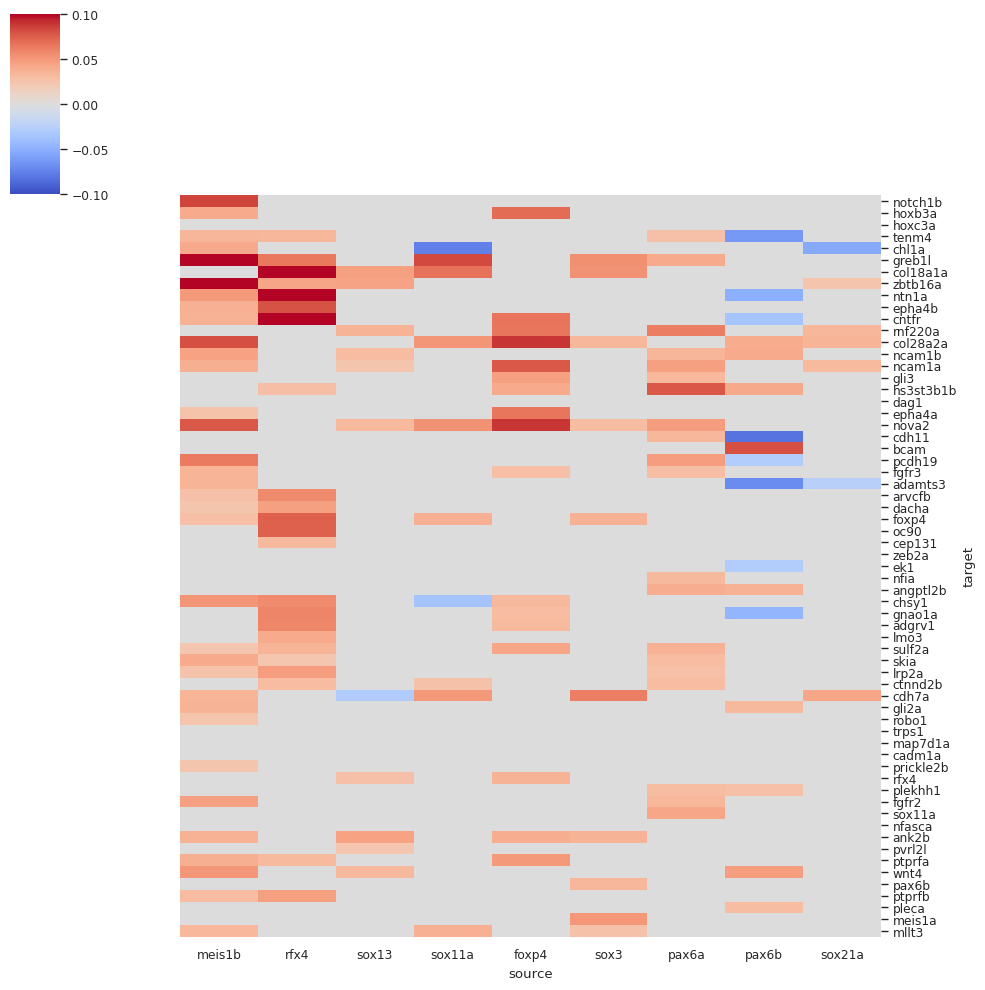 0.10
0.05
0.00
−0.05
−0.10
notch1b
hoxb3a
hoxc3a
tenm4
chl1a
greb1l
col18a1a
zbtb16a
ntn1a
epha4b
cntfr
rnf220a
col28a2a
ncam1b
ncam1a
gli3
hs3st3b1b
dag1
epha4a
nova2
cdh11
bcam
pcdh19
fgfr3
adamts3
arvcfb
dacha
foxp4
oc90
cep131
zeb2a
ek1
nfia
angptl2b
chsy1
gnao1a
adgrv1
lmo3
sulf2a
skia
lrp2a
ctnnd2b
cdh7a
gli2a
robo1
trps1
map7d1a
cadm1a
prickle2b
rfx4
plekhh1
fgfr2
sox11a
nfasca
ank2b
pvrl2l
ptprfa
wnt4
pax6b
ptprfb
pleca
meis1a
mllt3
target
meis1b rfx4 sox13 sox11a foxp4 sox3 pax6a pax6b sox21a
source